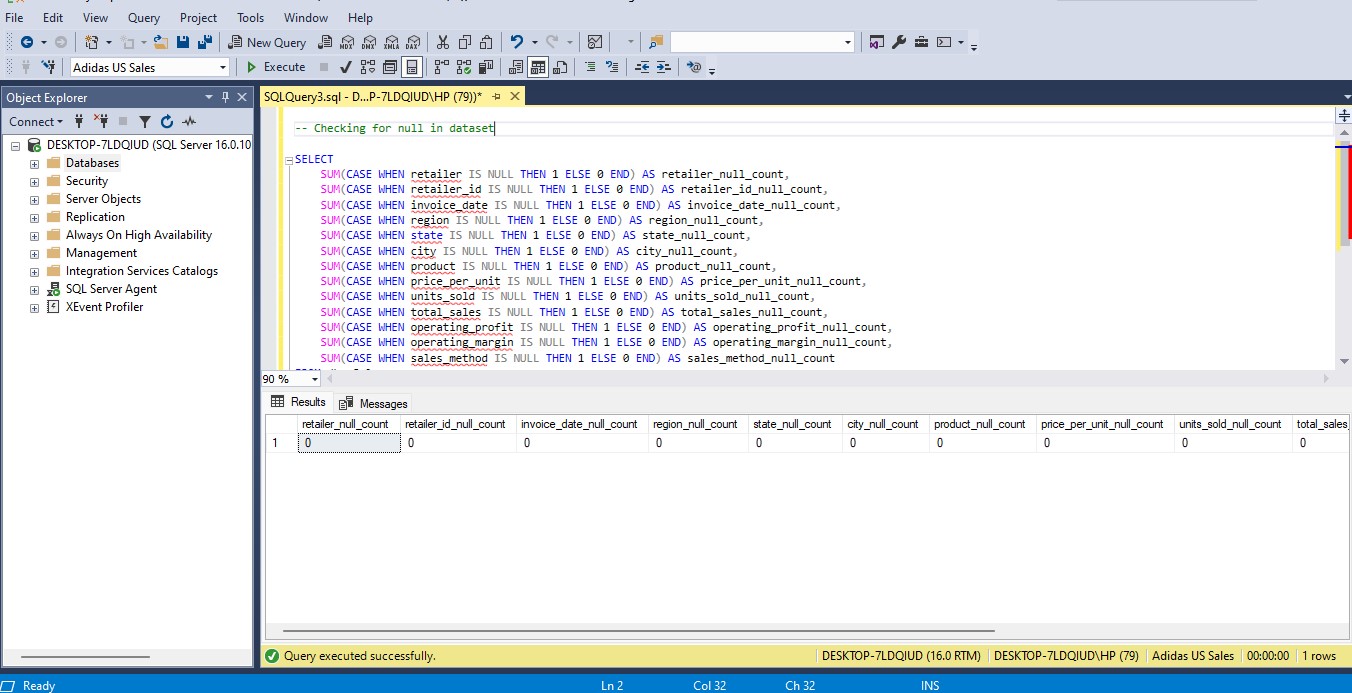 File Edit View Query Project Tools Window Help
New Query MDX DMX XMLA DAX
Adidas US Sales Execute
Object Explorer
Connect
DESKTOP-7LDQIUD (SQL Server 16.0.10
Databases
Security
Server Objects
Replication
Always On High Availability
Management
Integration Services Catalogs
SQL Server Agent
XEvent Profiler
SQLQuery3.sql - D...P-7LDQIUD\HP (79))*
-- Checking for null in dataset
SELECT
SUM(CASE WHEN retailer IS NULL THEN 1 ELSE 0 END) AS retailer_null_count,
SUM(CASE WHEN retailer_id IS NULL THEN 1 ELSE 0 END) AS retailer_id_null_count,
SUM(CASE WHEN invoice_date IS NULL THEN 1 ELSE 0 END) AS invoice_date_null_count,
SUM(CASE WHEN region IS NULL THEN 1 ELSE 0 END) AS region_null_count,
SUM(CASE WHEN state IS NULL THEN 1 ELSE 0 END) AS state_null_count,
SUM(CASE WHEN city IS NULL THEN 1 ELSE 0 END) AS city_null_count,
SUM(CASE WHEN product IS NULL THEN 1 ELSE 0 END) AS product_null_count,
SUM(CASE WHEN price_per_unit IS NULL THEN 1 ELSE 0 END) AS price_per_unit_null_count,
SUM(CASE WHEN units_sold IS NULL THEN 1 ELSE 0 END) AS units_sold_null_count,
SUM(CASE WHEN total_sales IS NULL THEN 1 ELSE 0 END) AS total_sales_null_count,
SUM(CASE WHEN operating_profit IS NULL THEN 1 ELSE 0 END) AS operating_profit_null_count,
SUM(CASE WHEN operating_margin IS NULL THEN 1 ELSE 0 END) AS operating_margin_null_count,
SUM(CASE WHEN sales_method IS NULL THEN 1 ELSE 0 END) AS sales_method_null_count
90 %
Results Messages
retailer_null_count retailer_id_null_count invoice_date_null_count region_null_count state_null_count city_null_count product_null_count price_per_unit_null_count units_sold_null_count total_sales_
1 0 0 0 0 0 0 0 0 0 0
Query executed successfully. DESKTOP-7LDQIUD (16.0 RTM) DESKTOP-7LDQIUD\HP (79) Adidas US Sales 00:00:00 1 rows
Ready Ln 2 Col 32 Ch 32 INS